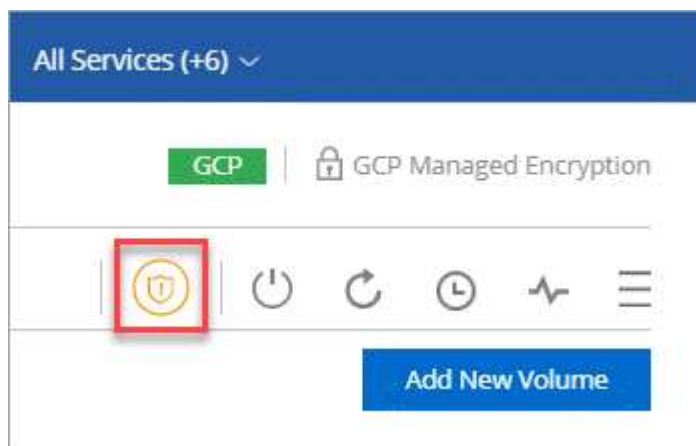 All Services (+6)
GCP
GCP Managed Encryption
Add New Volume